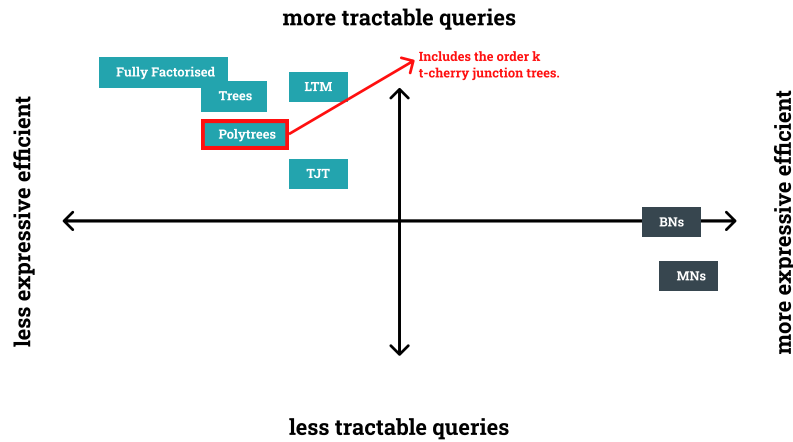 more tractable queries
Includes the order k
t-cherry junction trees.
Fully Factorised
LTM
Trees
Polytrees
TJT
less expressive efficient
more expressive efficient
BNs
MNs
less tractable queries